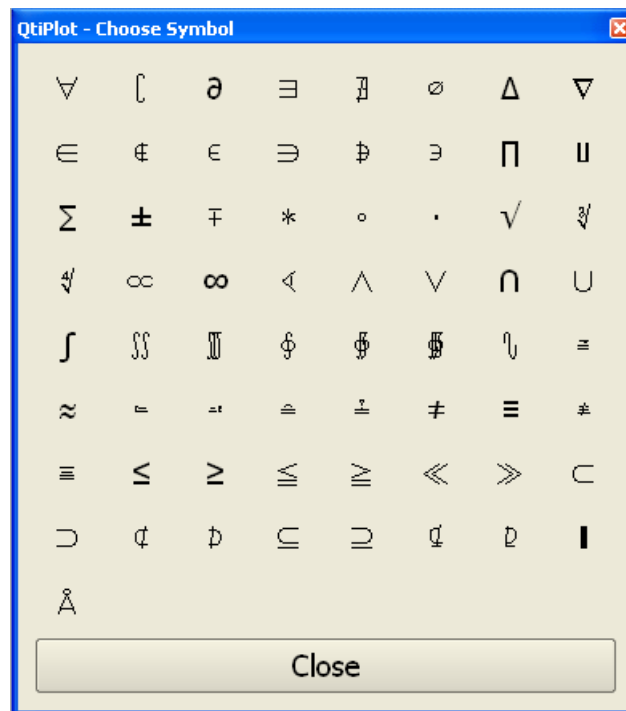 QtiPlot - Choose Symbol
∀ ∁ ∂ ∃ ∄ ∅ ∆ ∇
∈ ∉ ∊ ∋ ∌ ∍ ∏ ∐
∑ ± ∓ ∗ ∘ ∙ √ ∛
∜ ∝ ∞ ∢ ∧ ∨ ∩ ∪
∫ ∬ ∭ ∮ ∯ ∰ ∿
≈ ≙ ≠ ≡
≤ ≥ ≦ ≧ ≪ ≫ ⊂
⊃ ⊄ ⊅ ⊆ ⊇ ⊈ ⊉
Å
Close